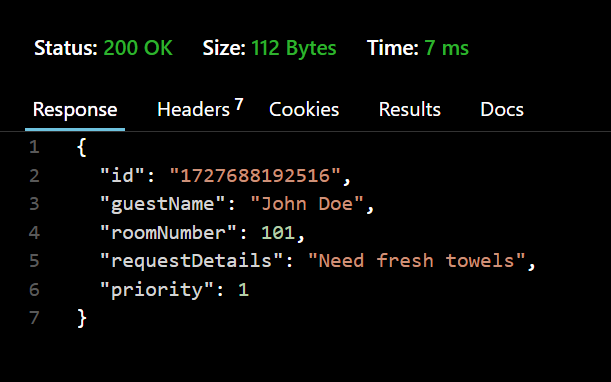 Status: 200 OK Size: 112 Bytes Time: 7 ms
Response Headers 7 Cookies Results Docs
1 {
2 "id": "1727688192516",
3 "guestName": "John Doe",
4 "roomNumber": 101,
5 "requestDetails": "Need fresh towels",
6 "priority": 1
7 }